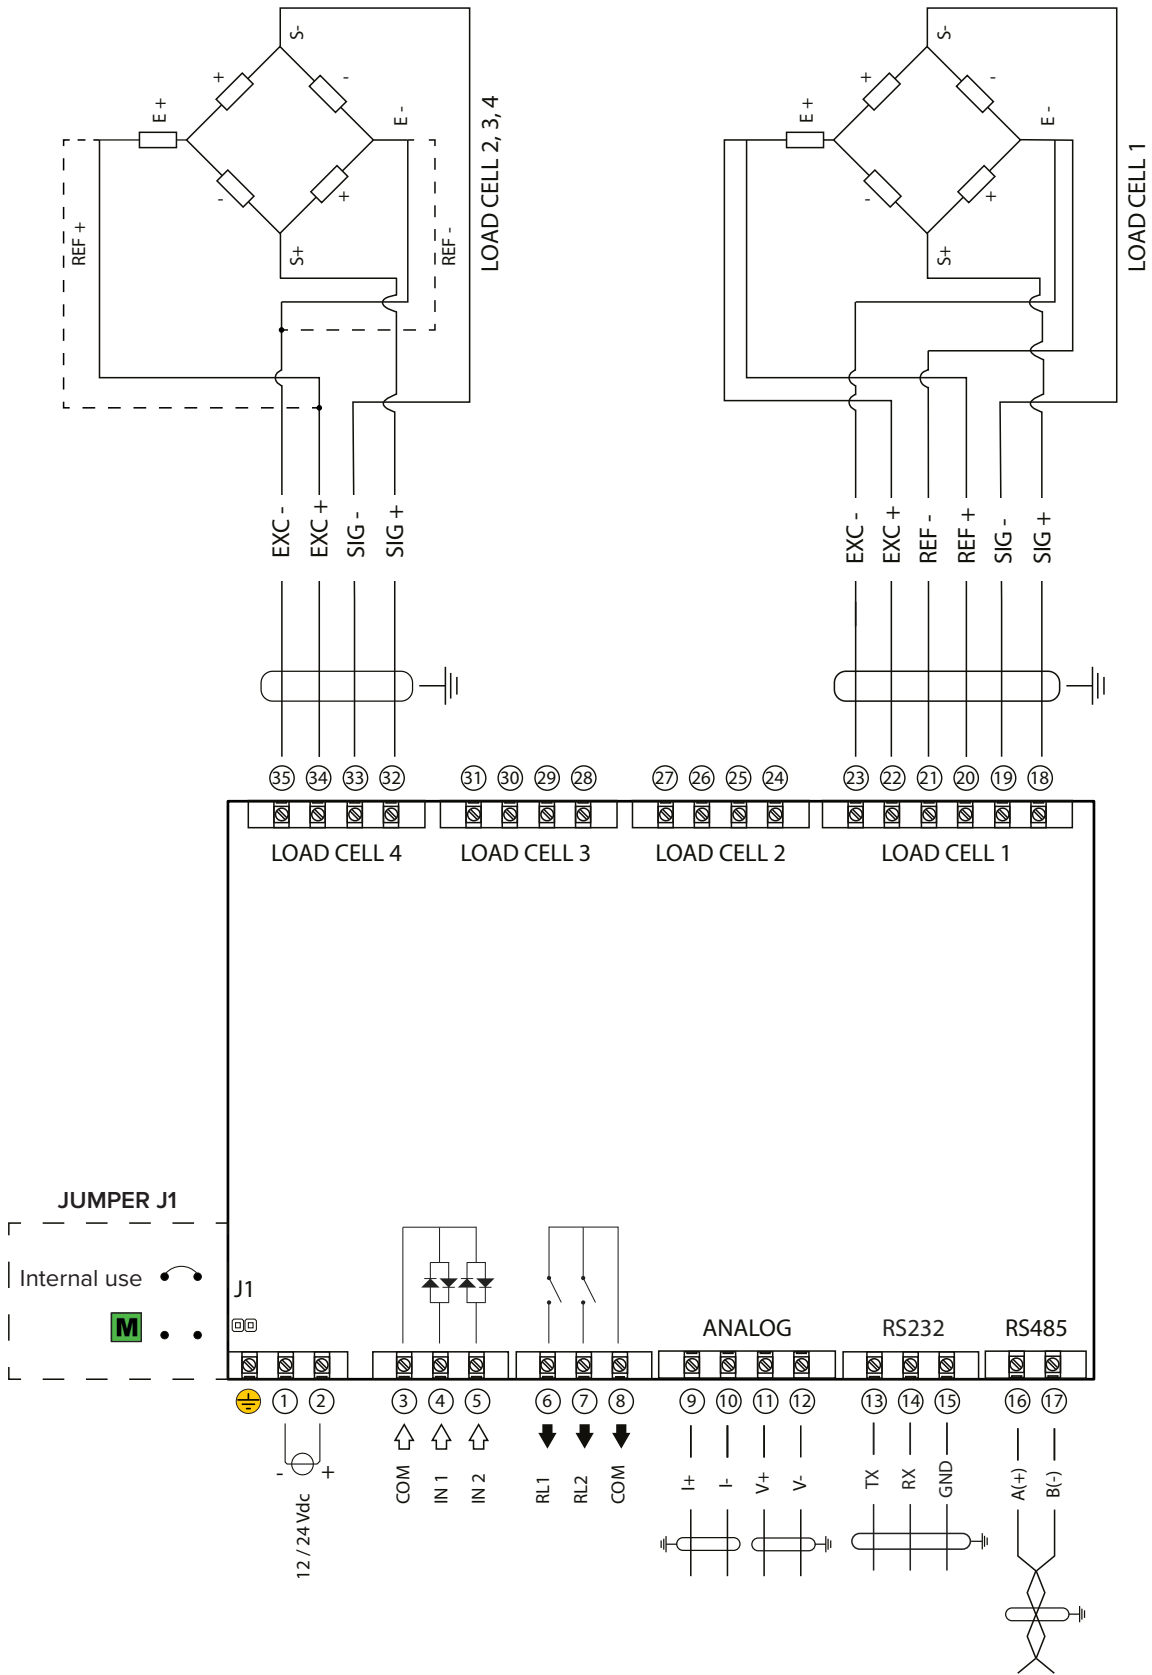 S-
+
-
E +
E -
-
+
S+
REF +
REF -
LOAD CELL 2, 3, 4
S-
+
-
E +
E -
-
+
S+
LOAD CELL 1
EXC -
EXC +
SIG -
SIG +
EXC -
EXC +
REF -
REF +
SIG -
SIG +
35 34 33 32
31 30 29 28
27 26 25 24
23 22 21 20 19 18
LOAD CELL 4
LOAD CELL 3
LOAD CELL 2
LOAD CELL 1
JUMPER J1
Internal use
M
J1
ANALOG
RS232
RS485
1 2
3 4 5
6 7 8
9 10 11 12
13 14 15
16 17
- +
12 / 24 Vdc
COM
IN 1
IN 2
RL1
RL2
COM
I+
I-
V+
V-
TX
RX
GND
A(+)
B(-)